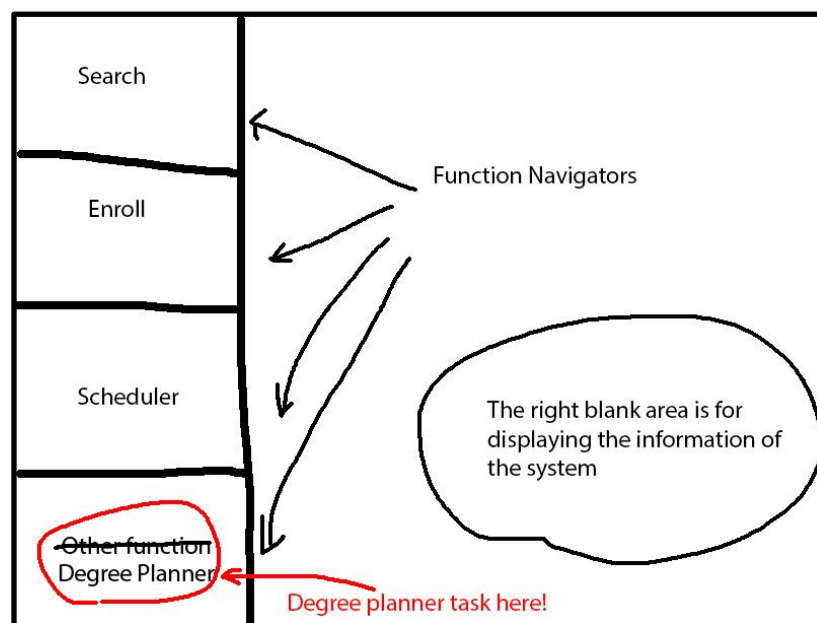 Search
Function Navigators
Enroll
Scheduler
The right blank area is for
displaying the information of
the system
Other function
Degree Planner
Degree planner task here!